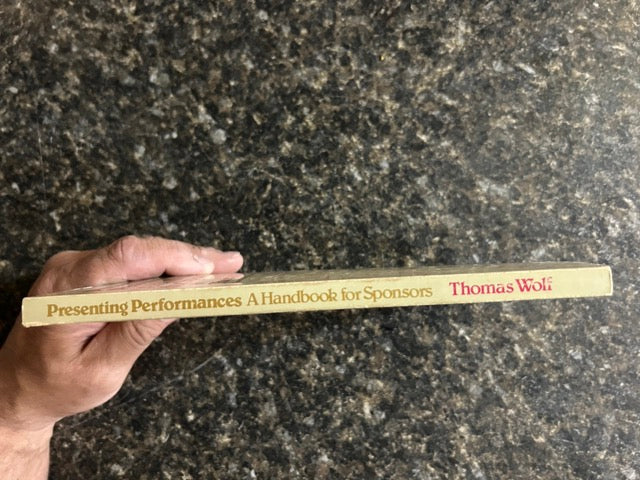 Presenting Performances A Handbook for Sponsors Thomas Wolf